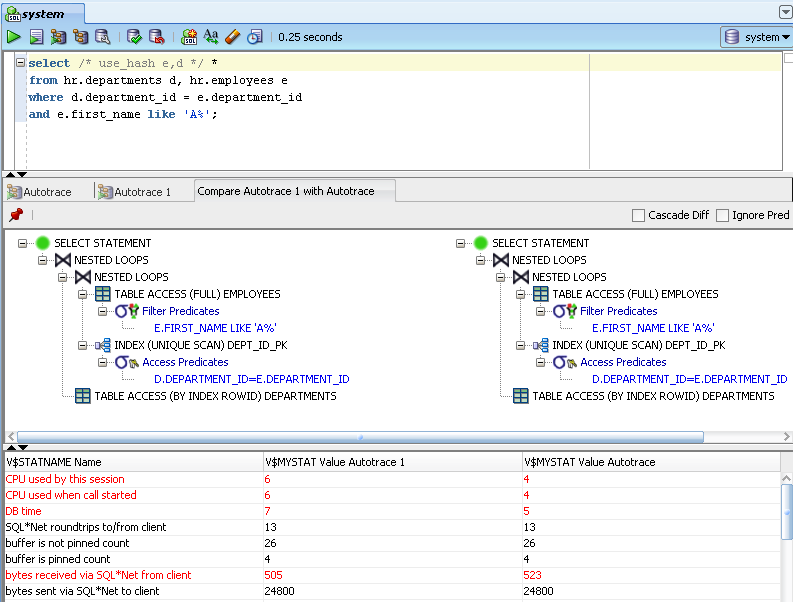 system
0.25 seconds
system
select /* use_hash e,d */ *
from hr.departments d, hr.employees e
where d.department_id = e.department_id
and e.first_name like 'A%';
Autotrace
Autotrace 1
Compare Autotrace 1 with Autotrace
Cascade Diff
Ignore Pred
SELECT STATEMENT
NESTED LOOPS
NESTED LOOPS
TABLE ACCESS (FULL) EMPLOYEES
Filter Predicates
E.FIRST_NAME LIKE 'A%'
INDEX (UNIQUE SCAN) DEPT_ID_PK
Access Predicates
D.DEPARTMENT_ID=E.DEPARTMENT_ID
TABLE ACCESS (BY INDEX ROWID) DEPARTMENTS
SELECT STATEMENT
NESTED LOOPS
NESTED LOOPS
TABLE ACCESS (FULL) EMPLOYEES
Filter Predicates
E.FIRST_NAME LIKE 'A%'
INDEX (UNIQUE SCAN) DEPT_ID_PK
Access Predicates
D.DEPARTMENT_ID=E.DEPARTMENT_ID
TABLE ACCESS (BY INDEX ROWID) DEPARTMENTS
V$STATNAME Name V$MYSTAT Value Autotrace 1 V$MYSTAT Value Autotrace
CPU used by this session 6 4
CPU used when call started 6 4
DB time 7 5
SQL*Net roundtrips to/from client 13 13
buffer is not pinned count 26 26
buffer is pinned count 4 4
bytes received via SQL*Net from client 505 523
bytes sent via SQL*Net to client 24800 24800